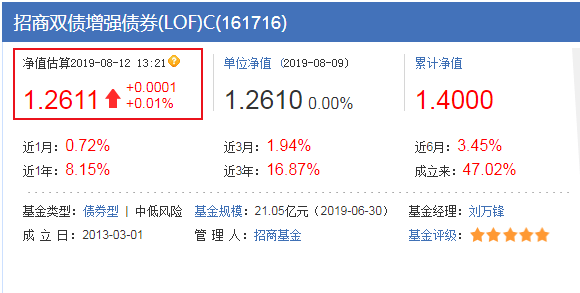 招商双债增强债券(LOF)C(161716)
净值估算2019-08-12 13:21 单位净值 (2019-08-09) 累计净值
1.2611 +0.0001 +0.01% 1.2610 0.00% 1.4000
近1月：0.72% 近3月：1.94% 近6月：3.45%
近1年：8.15% 近3年：16.87% 成立来：47.02%
基金类型：债券型 | 中低风险 基金规模：21.05亿元（2019-06-30） 基金经理：刘万锋
成 立 日：2013-03-01 管 理 人：招商基金 基金评级：